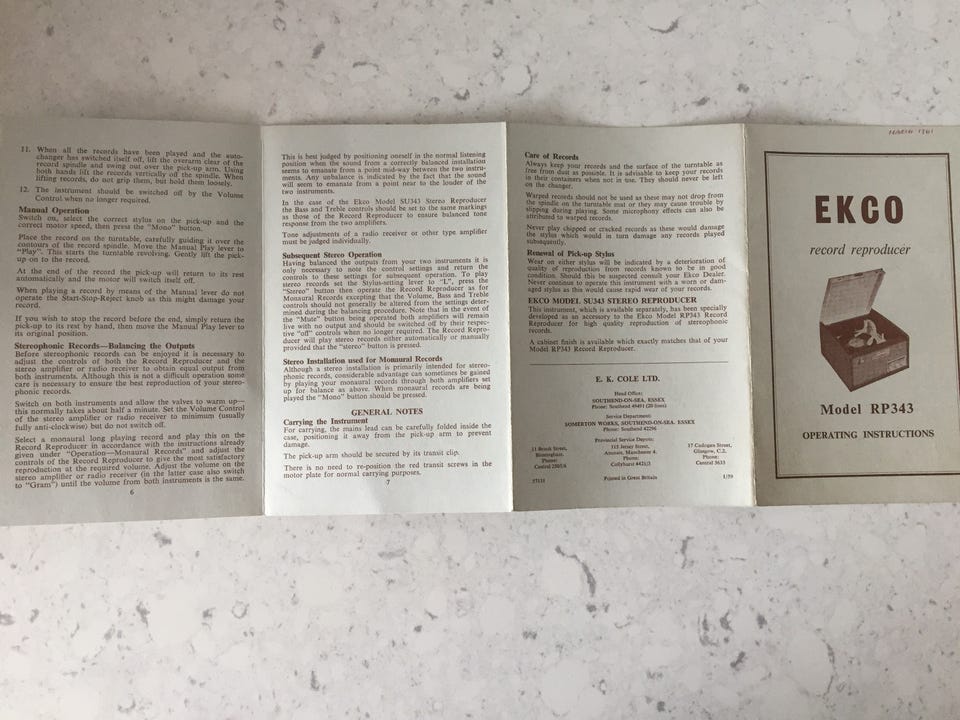 11. When all the records have been played and the auto-
changer has switched itself off, lift the overarm clear of the
record spindle and swing out over the pick-up arm. Using
both hands lift the records vertically off the spindle. When
lifting records, do not grip them, but hold them loosely.
12. The instrument should be switched off by the Volume
Control when no longer required.
Manual Operation
Switch on, select the correct stylus on the pick-up and the
correct motor speed, then press the "Mono" button.
Place the record on the turntable, carefully guiding it over the
contours of the record spindle. Move the Manual Play lever to
"Play". This starts the turntable revolving. Gently lift the pick-
up on to the record.
At the end of the record the pick-up will return to its rest
automatically and the motor will switch itself off.
When playing a record by means of the Manual lever do not
operate the Start-Stop-Reject knob as this might damage your
record.
If you wish to stop the record before the end, simply return the
pick-up to its rest by hand, then move the Manual Play lever to
its original position.
Stereophonic Records—Balancing the Outputs
Before stereophonic records can be enjoyed it is necessary to
adjust the controls of both the Record Reproducer and the
stereo amplifier or radio receiver to obtain equal output from
both instruments. Although this is not a difficult operation some
care is necessary to ensure the best reproduction of your stereo-
phonic records.
Switch on both instruments and allow the valves to warm up—
this normally takes about half a minute. Set the Volume Control
of the stereo amplifier or radio receiver to minimum (usually
fully anti-clockwise) but do not switch off.
Select a monaural long playing record and play this on the
Record Reproducer in accordance with the instructions already
given under "Operation—Monaural Records" and adjust the
controls of the Record Reproducer to give the most satisfactory
reproduction at the required volume. Adjust the volume on the
stereo amplifier or radio receiver (in the latter case also switch
to "Gram") until the volume from both instruments is the same.
6
This is best judged by positioning oneself in the normal listening
position when the sound from a correctly balanced installation
seems to emanate from a point mid-way between the two instru-
ments. Any unbalance is indicated by the fact that the sound
will seem to emanate from a point near to the louder of the
two instruments.
In the case of the Ekco Model SU343 Stereo Reproducer
the Bass and Treble controls should be set to the same markings
as those of the Record Reproducer to ensure balanced tone
response from the two amplifiers.
Tone adjustments of a radio receiver or other type amplifier
must be judged individually.
Subsequent Stereo Operation
Having balanced the outputs from your two instruments it is
only necessary to note the control settings and return the
controls to these settings for subsequent operation. To play
stereo records set the Stylus-setting lever to "L", press the
"Stereo" button then operate the Record Reproducer as for
Monaural Records excepting that the Volume, Bass and Treble
controls should not generally be altered from the settings deter-
mined during the balancing procedure. Note that in the event of
the "Mute" button being operated both amplifiers will remain
live with no output and should be switched off by their respec-
tive "off" controls when no longer required. The Record Repro-
ducer will play stereo records either automatically or manually
provided that the "stereo" button is pressed.
Stereo Installation used for Monaural Records
Although a stereo installation is primarily intended for stereo-
phonic records, considerable advantage can sometimes be gained
by playing your monaural records through both amplifiers set
up for balance as above. When monaural records are being
played the "Mono" button should be pressed.
GENERAL NOTES
Carrying the Instrument
For carrying, the mains lead can be carefully folded inside the
case, positioning it away from the pick-up arm to prevent
damage.
The pick-up arm should be secured by its transit clip.
There is no need to re-position the red transit screws in the
motor plate for normal carrying purposes.
7
Care of Records
Always keep your records and the surface of the turntable as
free from dust as possible. It is advisable to keep your records
in their containers when not in use. They should never be left
on the changer.
Warped records should not be used as these may not drop from
the spindle on the turntable mat or they may cause trouble by
slipping during playing. Some microphony effects can also be
attributed to warped records.
Never play chipped or cracked records as these would damage
the stylus which would in turn damage any records played
subsequently.
Renewal of Pick-up Stylus
Wear on either stylus will be indicated by a deterioration of
quality of reproduction from records known to be in good
condition. Should this be suspected consult your Ekco Dealer.
Never continue to operate this instrument with a worn or dam-
aged stylus as this would cause rapid wear of your records.
EKCO MODEL SU343 STEREO REPRODUCER
This instrument, which is available separately, has been specially
developed as an accessory to the Ekco Model RP343 Record
Reproducer for high quality reproduction of stereophonic
records.
A cabinet finish is available which exactly matches that of your
Model RP343 Record Reproducer.
E. K. COLE LTD.
Head Office:
SOUTHEND-ON-SEA, ESSEX
Phone: Southend 49491 (20 lines)
Service Department:
SOMERTON WORKS, SOUTHEND-ON-SEA, ESSEX
Phone: Southend 42296
Provincial Service Depots:
11 Branch Street,
Birmingham.
Phone:
Central
Street,
Ancoats, Manchester 4.
Phone:
Collyhurst 4421/3
17 Cadogan Street,
Glasgow, C.2.
Phone:
Central 3633
Printed in Great Britain
1/59
MARCH 1961
EKCO
record reproducer
Model RP343
OPERATING INSTRUCTIONS